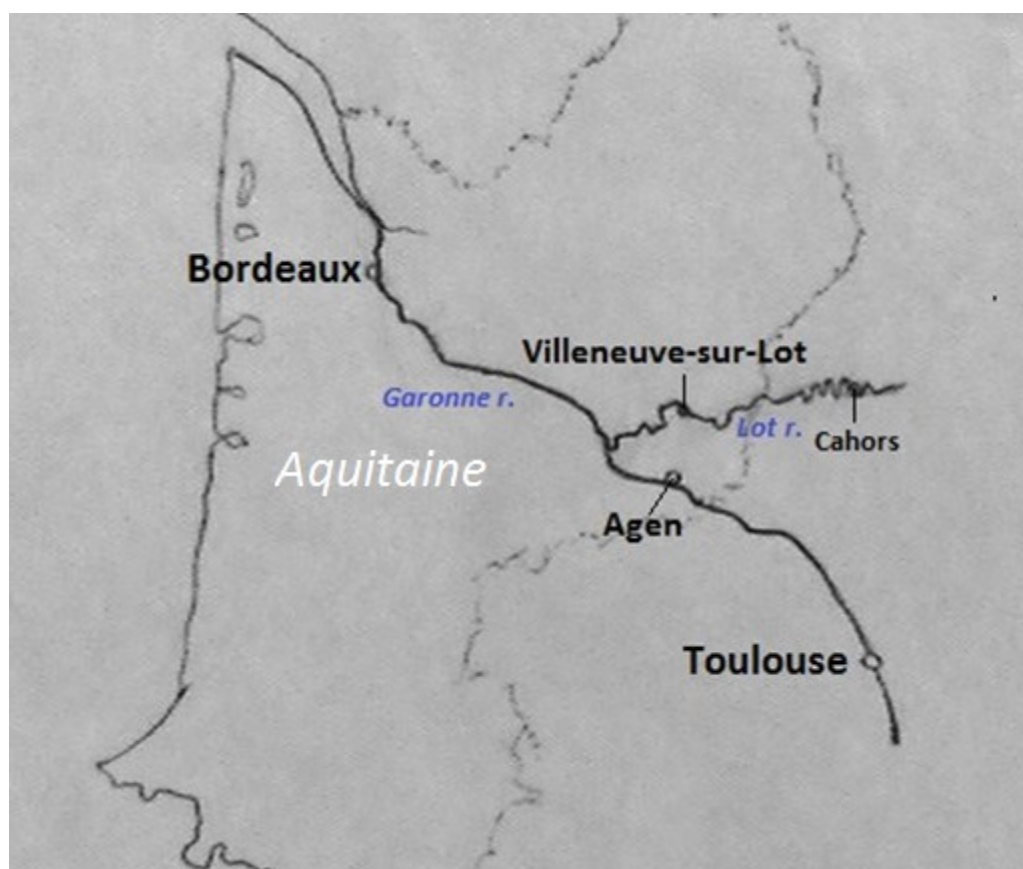 Bordeaux
Villeneuve-sur-Lot
Garonne r.
Lot r.
Cahors
Aquitaine
Agen
Toulouse